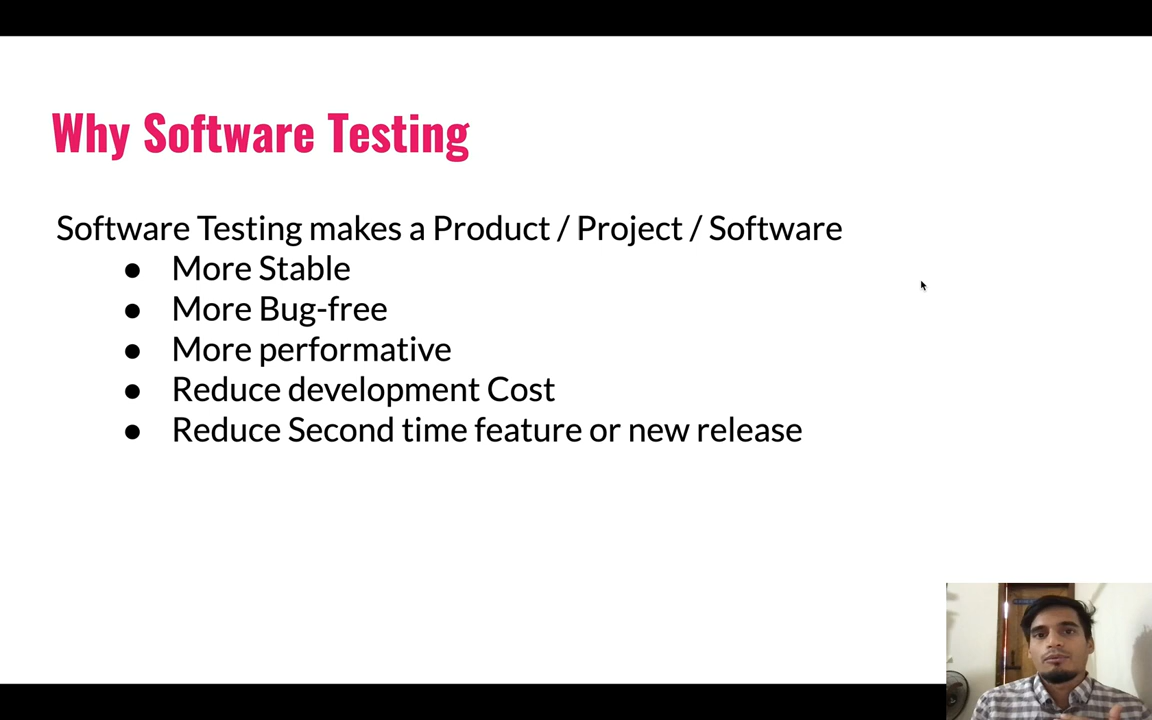 Why Software Testing
Software Testing makes a Product / Project / Software
● More Stable
● More Bug-free
● More performative
● Reduce development Cost
● Reduce Second time feature or new release